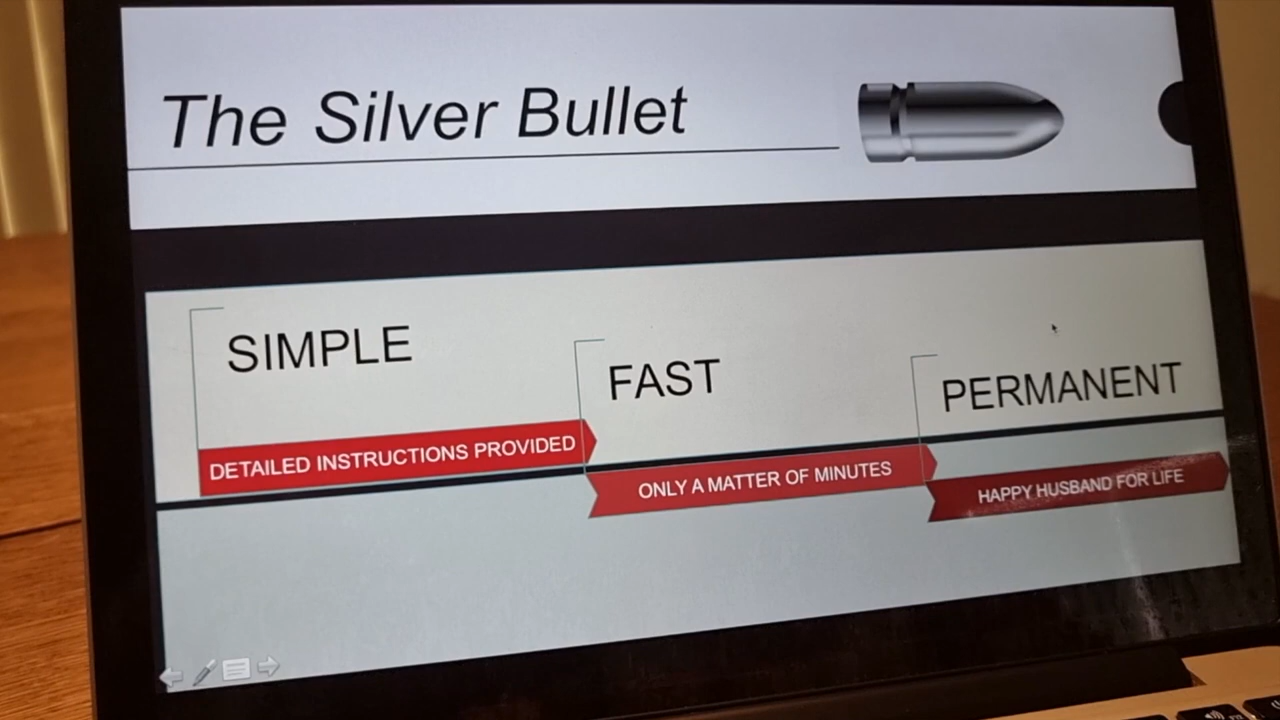 The Silver Bullet
SIMPLE
DETAILED INSTRUCTIONS PROVIDED
FAST
ONLY A MATTER OF MINUTES
PERMANENT
HAPPY HUSBAND FOR LIFE